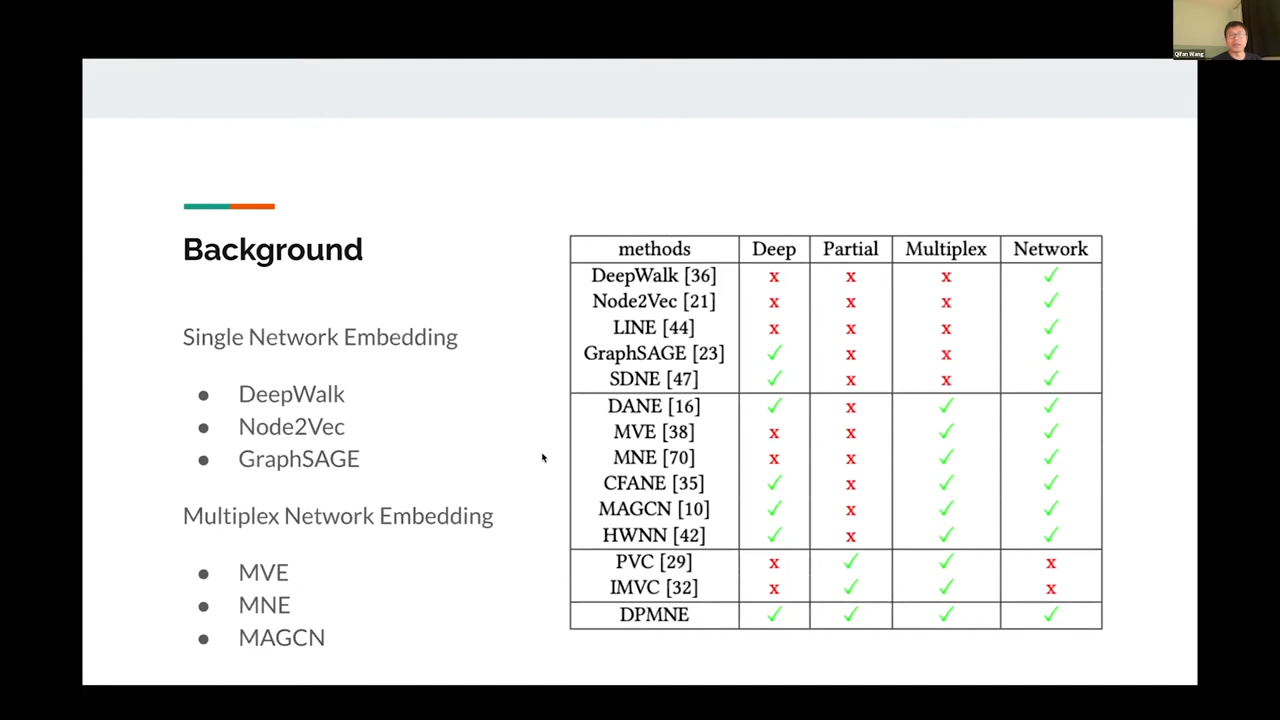 Qifan Wang
Background
Single Network Embedding
● DeepWalk
● Node2Vec
● GraphSAGE
Multiplex Network Embedding
● MVE
● MNE
● MAGCN
methods Deep Partial Multiplex Network
DeepWalk [36] x x x ✓
Node2Vec [21] x x x ✓
LINE [44] x x x ✓
GraphSAGE [23] ✓ x x ✓
SDNE [47] ✓ x x ✓
DANE [16] ✓ x ✓ ✓
MVE [38] x x ✓ ✓
MNE [70] x x ✓ ✓
CFANE [35] ✓ x ✓ ✓
MAGCN [10] ✓ x ✓ ✓
HWNN [42] ✓ x ✓ ✓
PVC [29] x ✓ ✓ x
IMVC [32] x ✓ ✓ x
DPMNE ✓ ✓ ✓ ✓